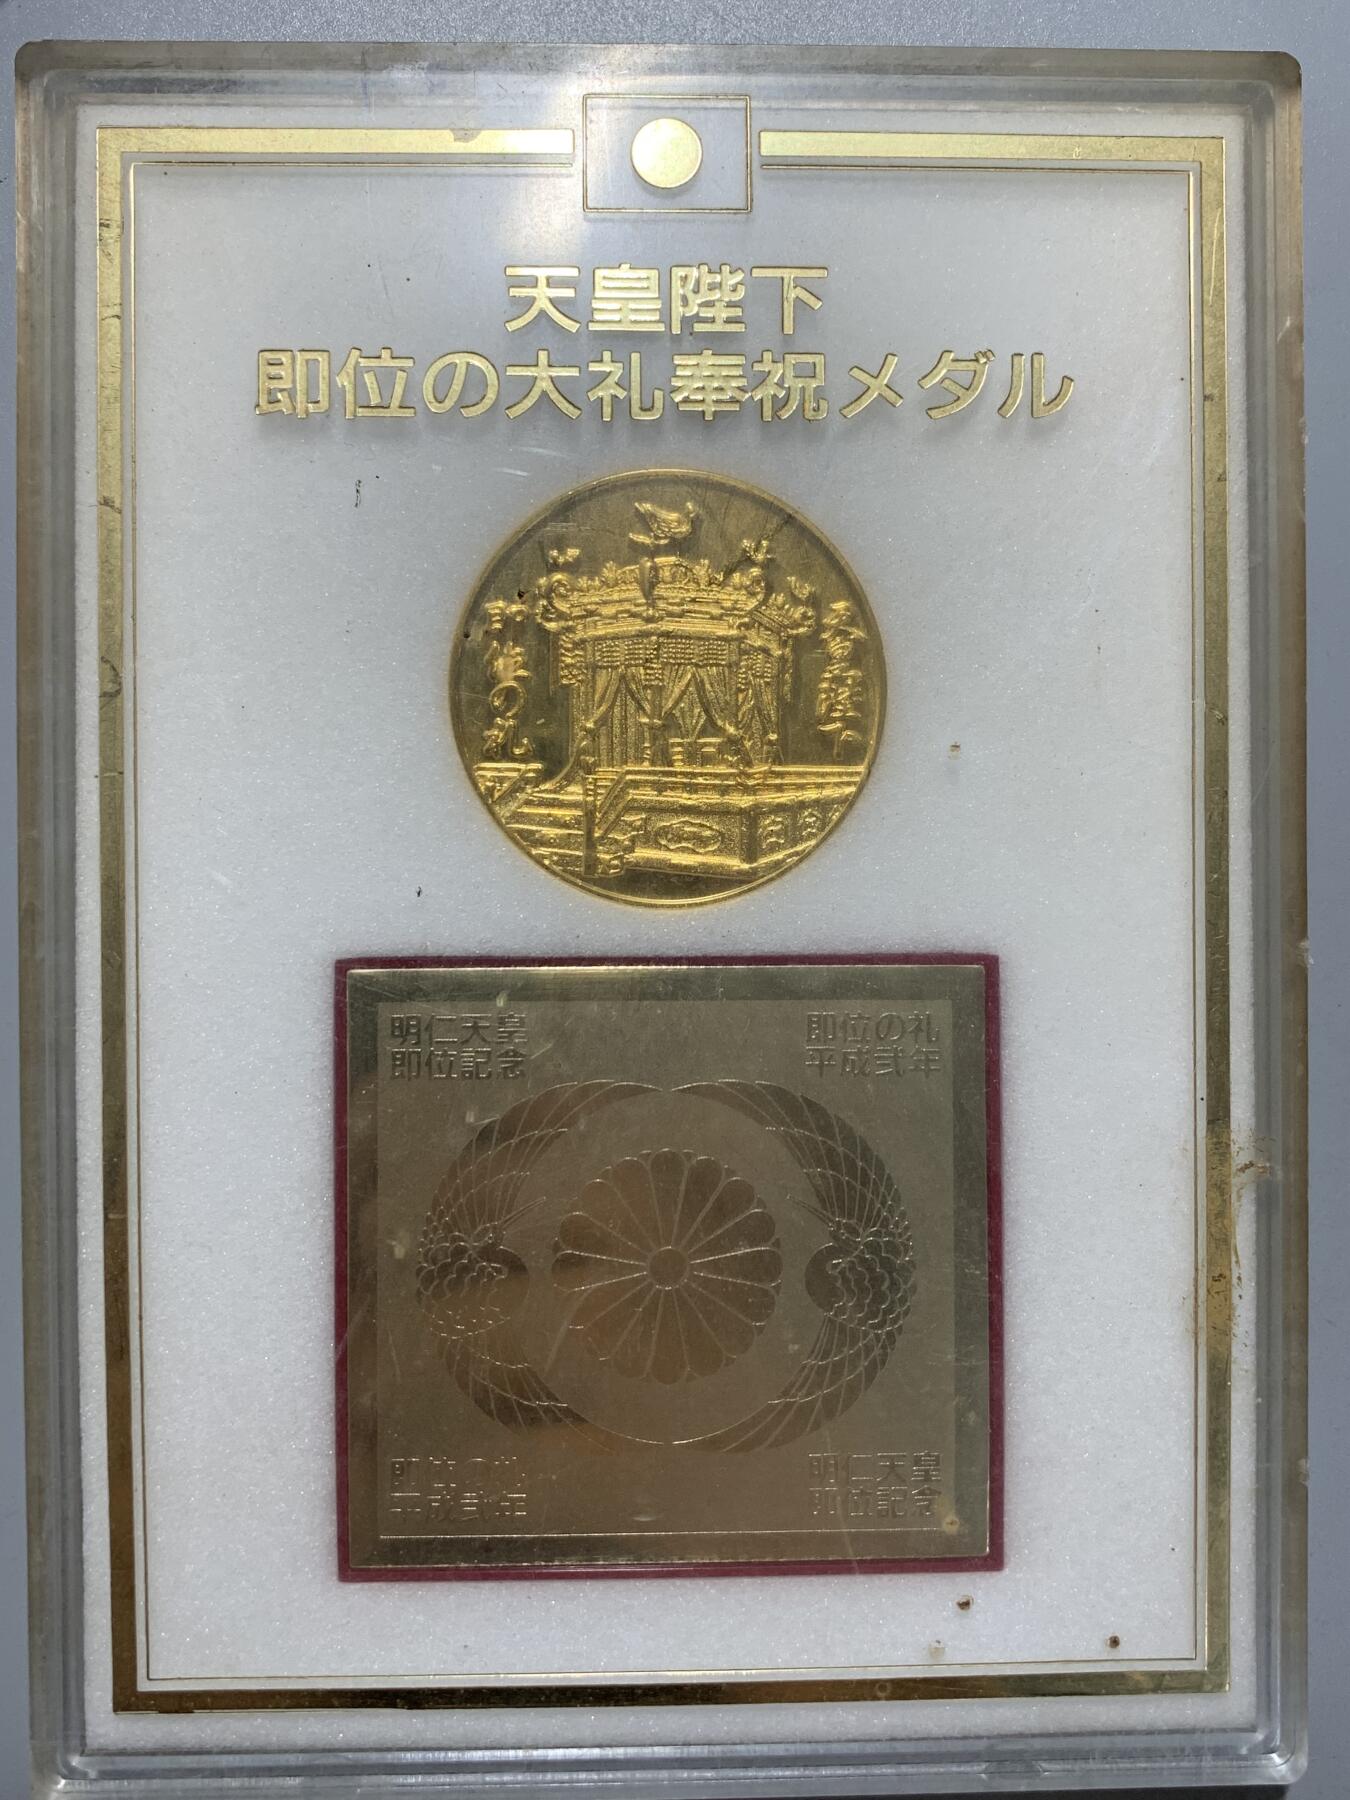 天皇陛下
即位の大礼奉祝メダル
天皇陛下
即位の礼
明仁天皇
即位記念
即位の礼
平成弐年
即位の礼
平成弐年
明仁天皇
即位記念